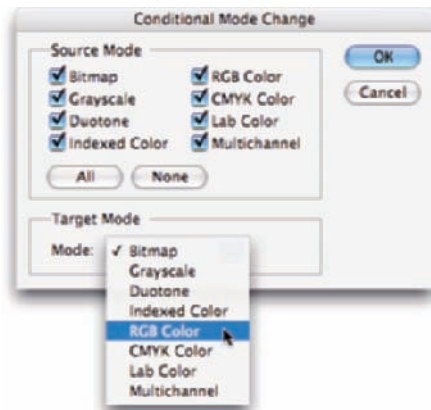 Conditional Mode Change
Source Mode
Bitmap
RGB Color
Grayscale
CMYK Color
Duotone
Lab Color
Indexed Color
Multichannel
All
None
OK
Cancel
Target Mode
Mode:
Bitmap
Grayscale
Duotone
Indexed Color
RGB Color
CMYK Color
Lab Color
Multichannel